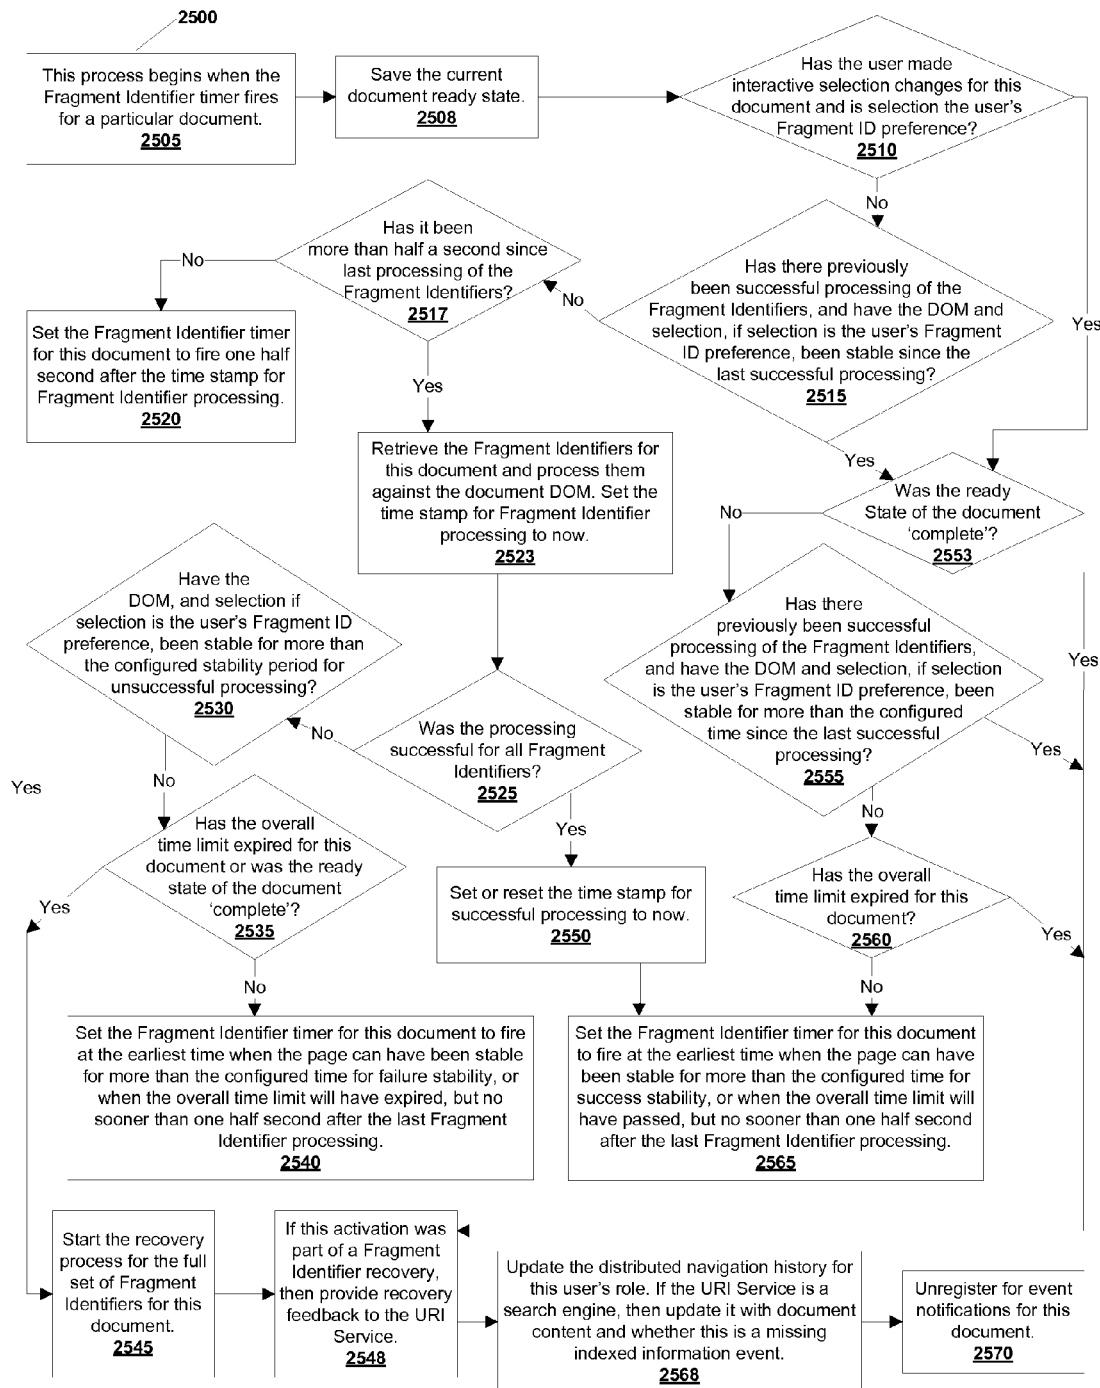 2500
This process begins when the
Fragment Identifier timer fires
for a particular document.
2505
Save the current
document ready state.
2508
Has the user made
interactive selection changes for this
document and is selection the user's
Fragment ID preference?
2510
No
Yes
Has there previously
been successful processing of the
Fragment Identifiers, and have the DOM and
selection, if selection is the user's Fragment
ID preference, been stable since the
last successful processing?
2515
No
Yes
Has it been
more than half a second since
last processing of the
Fragment Identifiers?
2517
No
Yes
Set the Fragment Identifier timer
for this document to fire one half
second after the time stamp for
Fragment Identifier processing.
2520
Retrieve the Fragment Identifiers for
this document and process them
against the document DOM. Set the
time stamp for Fragment Identifier
processing to now.
2523
Was the ready
State of the document
'complete'?
2553
No
Yes
Have the
DOM, and selection if
selection is the user's Fragment ID
preference, been stable for more than
the configured stability period for
unsuccessful processing?
2530
No
Yes
Was the processing
successful for all Fragment
Identifiers?
2525
No
Yes
Has there
previously been successful
processing of the Fragment Identifiers,
and have the DOM and selection, if selection
is the user's Fragment ID preference, been
stable for more than the configured
time since the last successful
processing?
2555
Yes
No
Has the overall
time limit expired for this
document or was the ready
state of the document
'complete'?
2535
Yes
No
Set or reset the time stamp for
successful processing to now.
2550
Has the overall
time limit expired for this
document?
2560
Yes
No
Set the Fragment Identifier timer for this document to fire
at the earliest time when the page can have been stable
for more than the configured time for failure stability, or
when the overall time limit will have expired, but no
sooner than one half second after the last Fragment
Identifier processing.
2540
Set the Fragment Identifier timer for this document
to fire at the earliest time when the page can have
been stable for more than the configured time for
success stability, or when the overall time limit will
have passed, but no sooner than one half second
after the last Fragment Identifier processing.
2565
Start the recovery
process for the full
set of Fragment
Identifiers for this
document.
2545
If this activation was
part of a Fragment
Identifier recovery,
then provide recovery
feedback to the URI
Service.
2548
Update the distributed navigation history for
this user's role. If the URI Service is a
search engine, then update it with document
content and whether this is a missing
indexed information event.
2568
Unregister for event
notifications for this
document.
2570